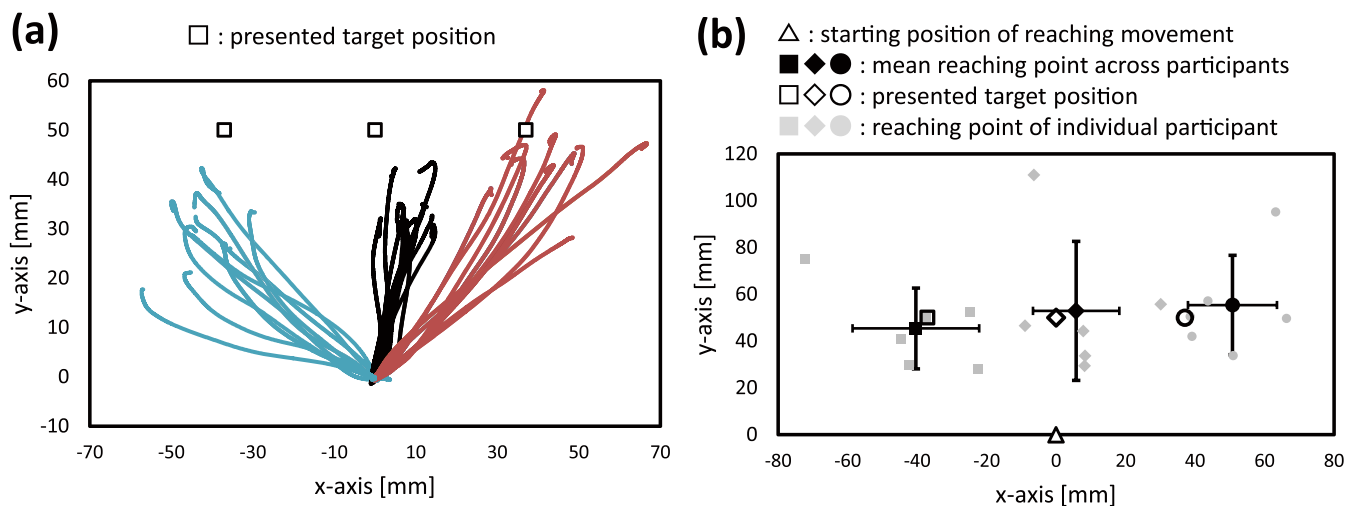 (a)
□ : presented target position
60
50
40
30
20
10
0
-10
y-axis [mm]
-70 -50 -30 -10 10 30 50 70
x-axis [mm]
(b)
△ : starting position of reaching movement
■◆● : mean reaching point across participants
□◇○ : presented target position
■◆● : reaching point of individual participant
120
100
80
60
40
20
0
y-axis [mm]
-80 -60 -40 -20 0 20 40 60 80
x-axis [mm]